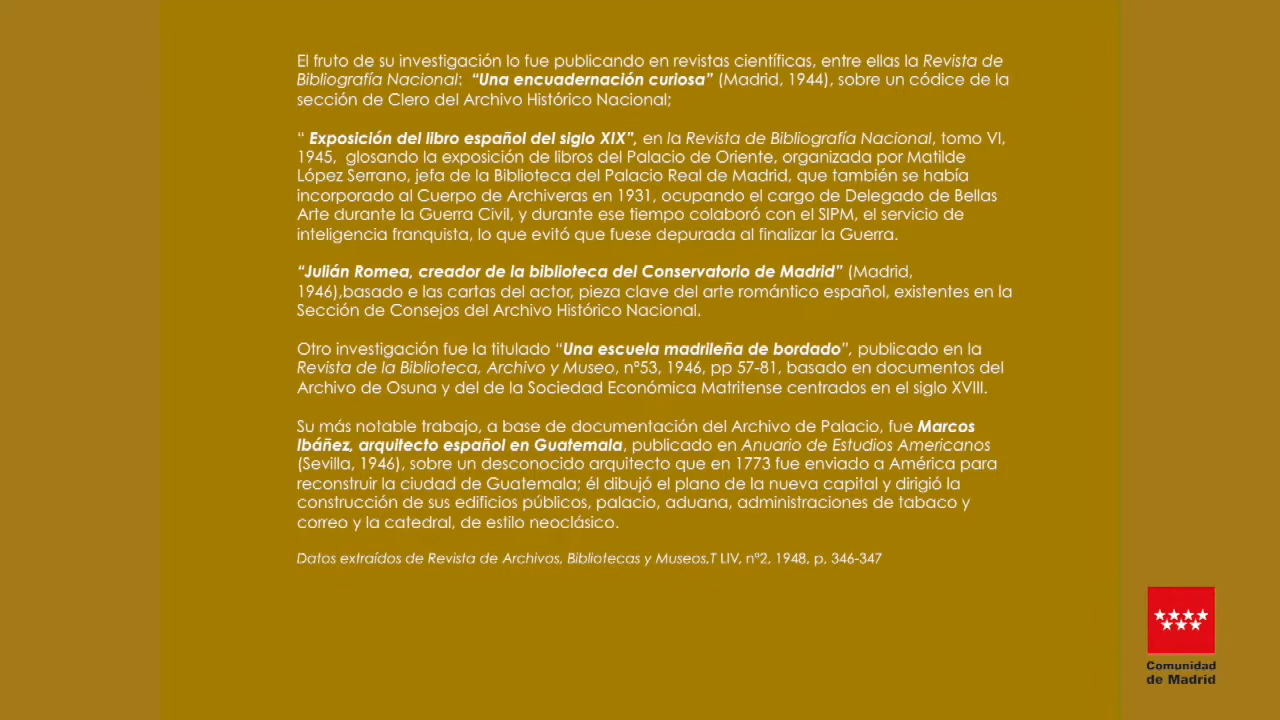 El fruto de su investigación lo fue publicando en revistas científicas, entre ellas la Revista de
Bibliografía Nacional:  “Una encuadernación curiosa” (Madrid, 1944), sobre un códice de la
sección de Clero del Archivo Histórico Nacional;
“ Exposición del libro español del siglo XIX”, en la Revista de Bibliografía Nacional, tomo VI,
1945,  glosando la exposición de libros del Palacio de Oriente, organizada por Matilde
López Serrano, jefa de la Biblioteca del Palacio Real de Madrid, que también se había
incorporado al Cuerpo de Archiveras en 1931, ocupando el cargo de Delegado de Bellas
Arte durante la Guerra Civil, y durante ese tiempo colaboró con el SIPM, el servicio de
inteligencia franquista, lo que evitó que fuese depurada al finalizar la Guerra.
“Julián Romea, creador de la biblioteca del Conservatorio de Madrid” (Madrid,
1946),basado e las cartas del actor, pieza clave del arte romántico español, existentes en la
Sección de Consejos del Archivo Histórico Nacional.
Otro investigación fue la titulado “Una escuela madrileña de bordado”, publicado en la
Revista de la Biblioteca, Archivo y Museo, nº53, 1946, pp 57-81, basado en documentos del
Archivo de Osuna y del de la Sociedad Económica Matritense centrados en el siglo XVIII.
Su más notable trabajo, a base de documentación del Archivo de Palacio, fue Marcos
Ibáñez, arquitecto español en Guatemala, publicado en Anuario de Estudios Americanos
(Sevilla, 1946), sobre un desconocido arquitecto que en 1773 fue enviado a América para
reconstruir la ciudad de Guatemala; él dibujó el plano de la nueva capital y dirigió la
construcción de sus edificios públicos, palacio, aduana, administraciones de tabaco y
correo y la catedral, de estilo neoclásico.
Datos extraídos de Revista de Archivos, Bibliotecas y Museos,T LIV, nº2, 1948, p, 346-347
Comunidad
de Madrid